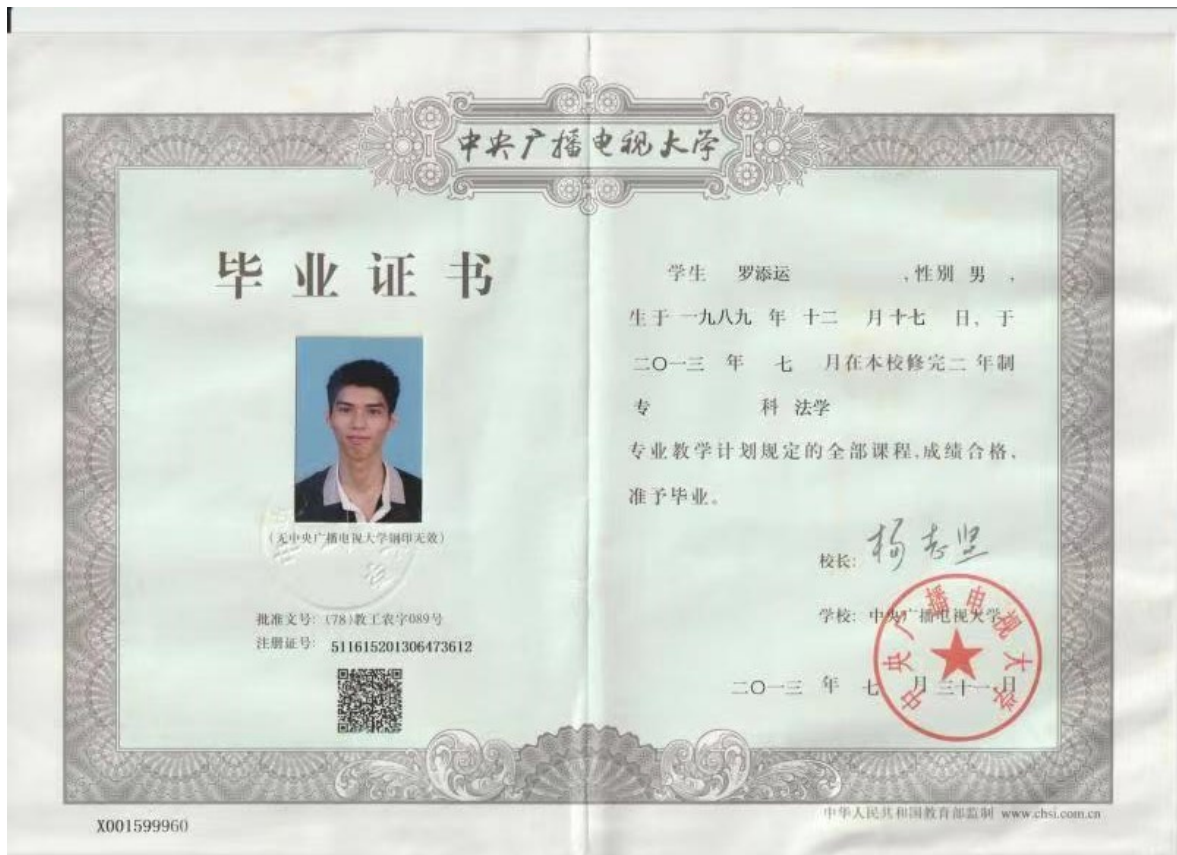 中央广播电视大学
毕业证书
(无中央广播电视大学钢印无效)
批准文号: (78)教工农字089号
注册证号: 511615201306473612
X001599960
学生 罗添运 ,性别 男 ,
生于 一九八九 年 十二 月 十七 日、于
二〇一三 年 七 月在本校修完二 年制
专 科 法学
专业教学计划规定的全部课程,成绩合格,
准予毕业。
校长: 杨志坚
学校: 中央广播电视大学
中央广播电视大学
二〇一三 年 七 月 三十一 日
中华人民共和国教育部监制 www.chsi.com.cn